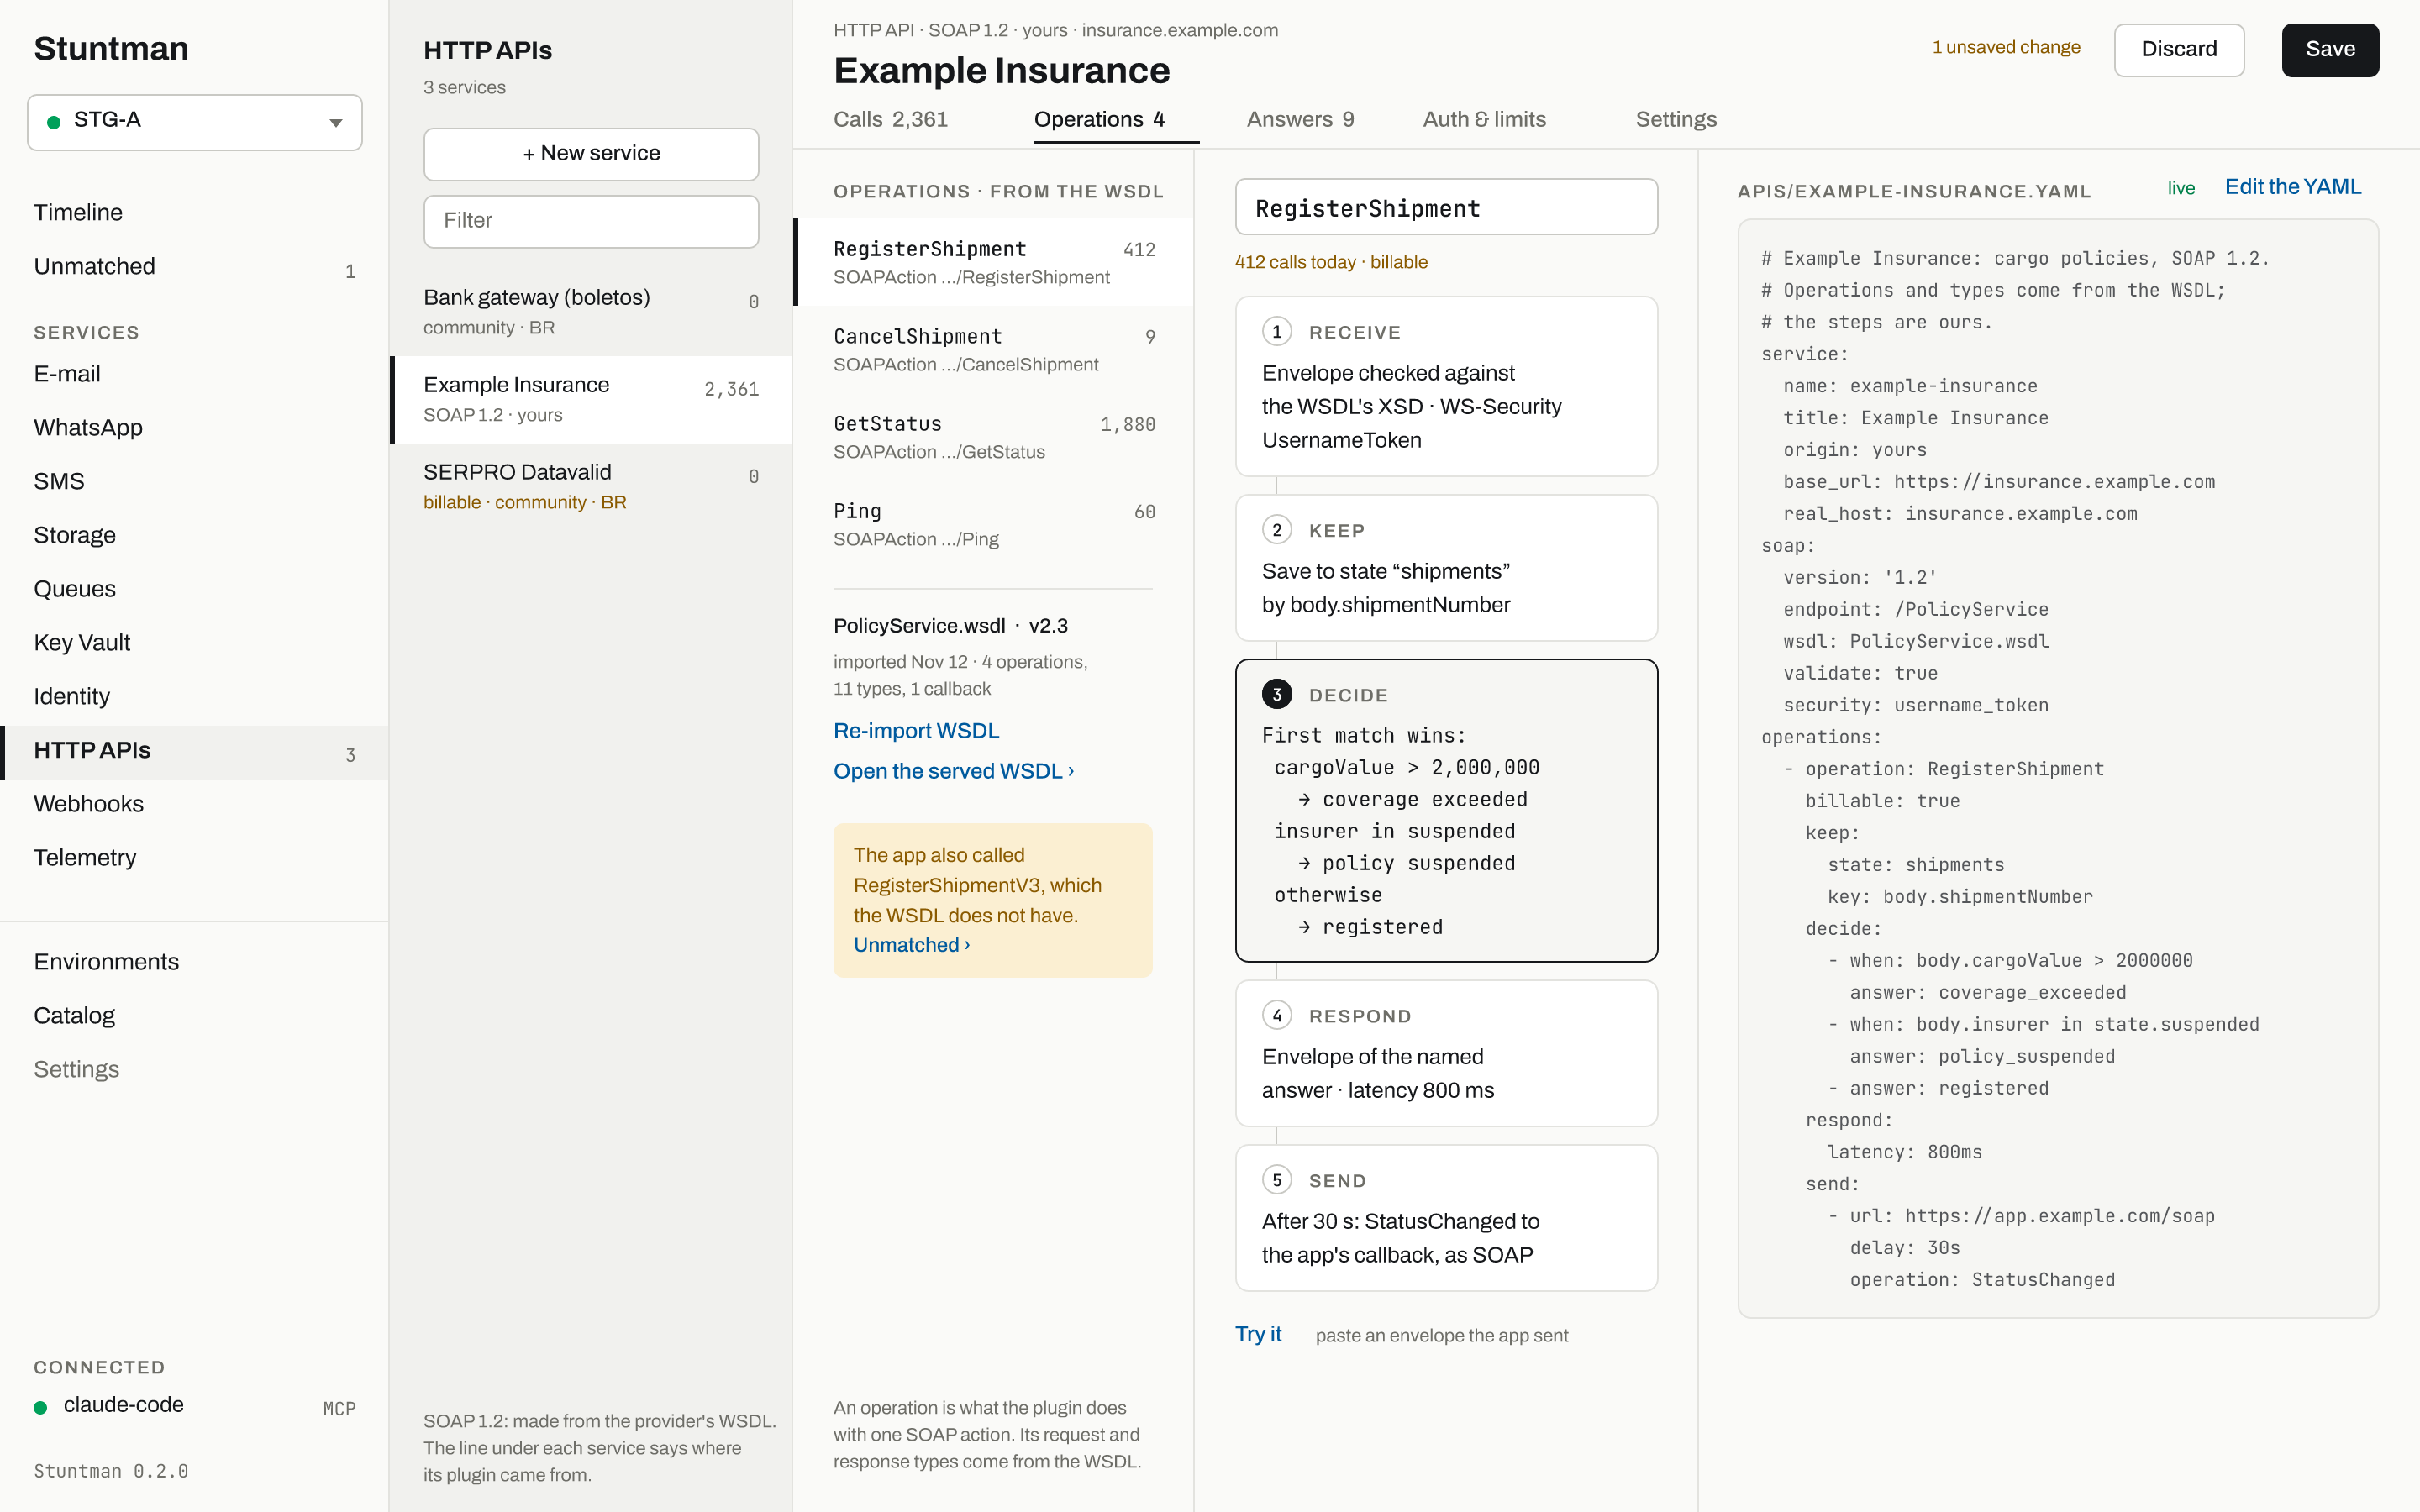 Stuntman
STG-A
Timeline
Unmatched 1
SERVICES
E-mail
WhatsApp
SMS
Storage
Queues
Key Vault
Identity
HTTP APIs 3
Webhooks
Telemetry
Environments
Catalog
Settings
CONNECTED
claude-code MCP
Stuntman 0.2.0
HTTP APIs
3 services
+ New service
Filter
Bank gateway (boletos) 0
community · BR
Example Insurance 2,361
SOAP 1.2 · yours
SERPRO Datavalid 0
billable · community · BR
SOAP 1.2: made from the provider's WSDL.
The line under each service says where
its plugin came from.
HTTP API · SOAP 1.2 · yours · insurance.example.com
Example Insurance
1 unsaved change
Discard
Save
Calls 2,361
Operations 4
Answers 9
Auth & limits
Settings
OPERATIONS · FROM THE WSDL
RegisterShipment 412
SOAPAction .../RegisterShipment
CancelShipment 9
SOAPAction .../CancelShipment
GetStatus 1,880
SOAPAction .../GetStatus
Ping 60
SOAPAction .../Ping
PolicyService.wsdl · v2.3
imported Nov 12 · 4 operations,
11 types, 1 callback
Re-import WSDL
Open the served WSDL ›
The app also called
RegisterShipmentV3, which
the WSDL does not have.
Unmatched ›
An operation is what the plugin does
with one SOAP action. Its request and
response types come from the WSDL.
RegisterShipment
412 calls today · billable
1 RECEIVE
Envelope checked against
the WSDL's XSD · WS-Security
UsernameToken
2 KEEP
Save to state “shipments”
by body.shipmentNumber
3 DECIDE
First match wins:
cargoValue > 2,000,000
→ coverage exceeded
insurer in suspended
→ policy suspended
otherwise
→ registered
4 RESPOND
Envelope of the named
answer · latency 800 ms
5 SEND
After 30 s: StatusChanged to
the app's callback, as SOAP
Try it paste an envelope the app sent
APIS/EXAMPLE-INSURANCE.YAML live Edit the YAML
# Example Insurance: cargo policies, SOAP 1.2.
# Operations and types come from the WSDL;
# the steps are ours.
service:
  name: example-insurance
  title: Example Insurance
  origin: yours
  base_url: https://insurance.example.com
  real_host: insurance.example.com
soap:
  version: '1.2'
  endpoint: /PolicyService
  wsdl: PolicyService.wsdl
  validate: true
  security: username_token
operations:
  - operation: RegisterShipment
    billable: true
    keep:
      state: shipments
      key: body.shipmentNumber
    decide:
      - when: body.cargoValue > 2000000
        answer: coverage_exceeded
      - when: body.insurer in state.suspended
        answer: policy_suspended
      - answer: registered
    respond:
      latency: 800ms
    send:
      - url: https://app.example.com/soap
        delay: 30s
        operation: StatusChanged